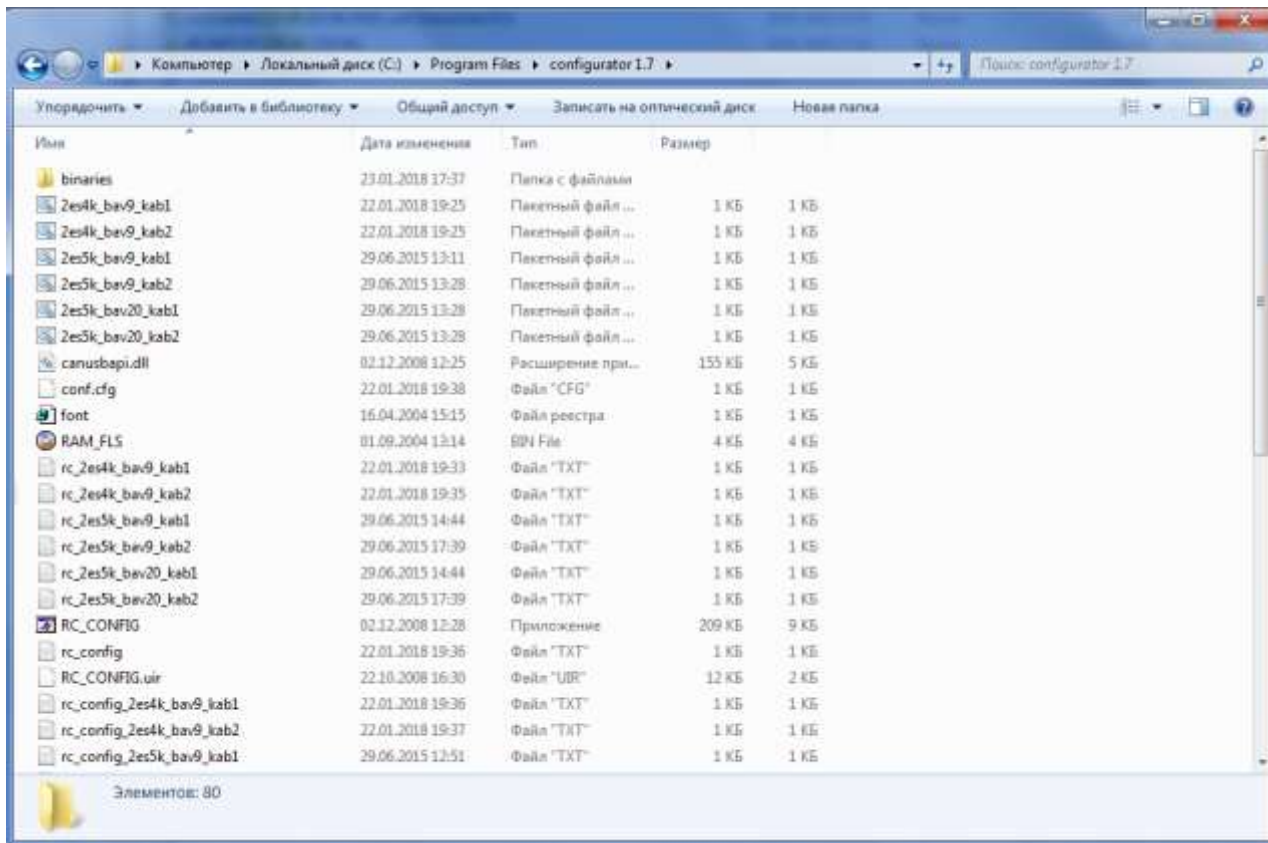 Компьютер ▸ Локальный диск (C:) ▸ Program Files ▸ configurator 1.7 ▸ Поиск: configurator 1.7
Упорядочить Добавить в библиотеку Общий доступ Записать на оптический диск Новая папка
Имя Дата изменения Тип Размер
binaries 23.01.2018 17:37 Папка с файлами
2es4k_bav9_kab1 22.01.2018 19:25 Пакетный файл ... 1 КБ 1 КБ
2es4k_bav9_kab2 22.01.2018 19:25 Пакетный файл ... 1 КБ 1 КБ
2es5k_bav9_kab1 29.06.2015 13:11 Пакетный файл ... 1 КБ 1 КБ
2es5k_bav9_kab2 29.06.2015 13:28 Пакетный файл ... 1 КБ 1 КБ
2es5k_bav20_kab1 29.06.2015 13:28 Пакетный файл ... 1 КБ 1 КБ
2es5k_bav20_kab2 29.06.2015 13:28 Пакетный файл ... 1 КБ 1 КБ
canusbapi.dll 02.12.2008 12:25 Расширение при... 155 КБ 5 КБ
conf.cfg 22.01.2018 19:38 Файл "CFG" 1 КБ 1 КБ
font 16.04.2004 15:15 Файл реестра 1 КБ 1 КБ
RAM_FLS 01.09.2004 13:14 BIN File 4 КБ 4 КБ
rc_2es4k_bav9_kab1 22.01.2018 19:33 Файл "TXT" 1 КБ 1 КБ
rc_2es4k_bav9_kab2 22.01.2018 19:35 Файл "TXT" 1 КБ 1 КБ
rc_2es5k_bav9_kab1 29.06.2015 14:44 Файл "TXT" 1 КБ 1 КБ
rc_2es5k_bav9_kab2 29.06.2015 17:39 Файл "TXT" 1 КБ 1 КБ
rc_2es5k_bav20_kab1 29.06.2015 14:44 Файл "TXT" 1 КБ 1 КБ
rc_2es5k_bav20_kab2 29.06.2015 17:39 Файл "TXT" 1 КБ 1 КБ
RC_CONFIG 02.12.2008 12:28 Приложение 209 КБ 9 КБ
rc_config 22.01.2018 19:36 Файл "TXT" 1 КБ 1 КБ
RC_CONFIG.uir 22.10.2008 16:30 Файл "UIR" 12 КБ 2 КБ
rc_config_2es4k_bav9_kab1 22.01.2018 19:36 Файл "TXT" 1 КБ 1 КБ
rc_config_2es4k_bav9_kab2 22.01.2018 19:37 Файл "TXT" 1 КБ 1 КБ
rc_config_2es5k_bav9_kab1 29.06.2015 12:51 Файл "TXT" 1 КБ 1 КБ
Элементов: 80